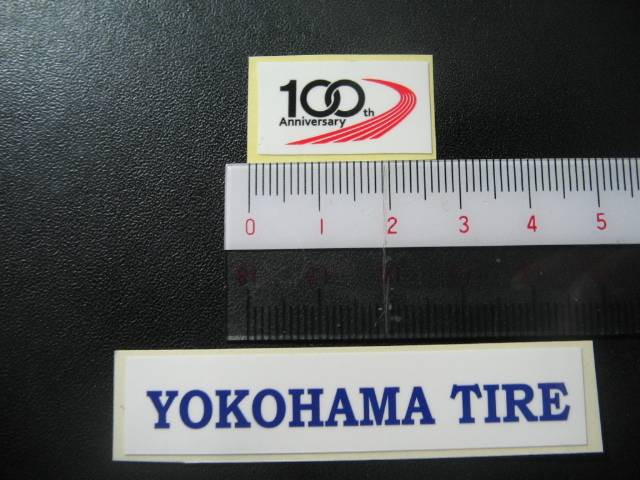 100th
Anniversary
0 1 2 3 4 5
YOKOHAMA TIRE